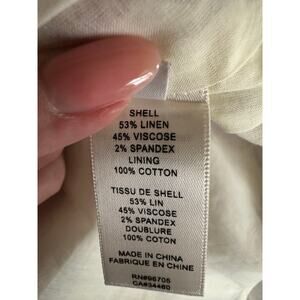 SHELL
53% LINEN
45% VISCOSE
2% SPANDEX
LINING
100% COTTON
TISSU DE SHELL
53% LIN
45% VISCOSE
2% SPANDEX
DOUBLURE
100% COTTON
MADE IN CHINA
FABRIQUE EN CHINE
RN#96705
CA#34460